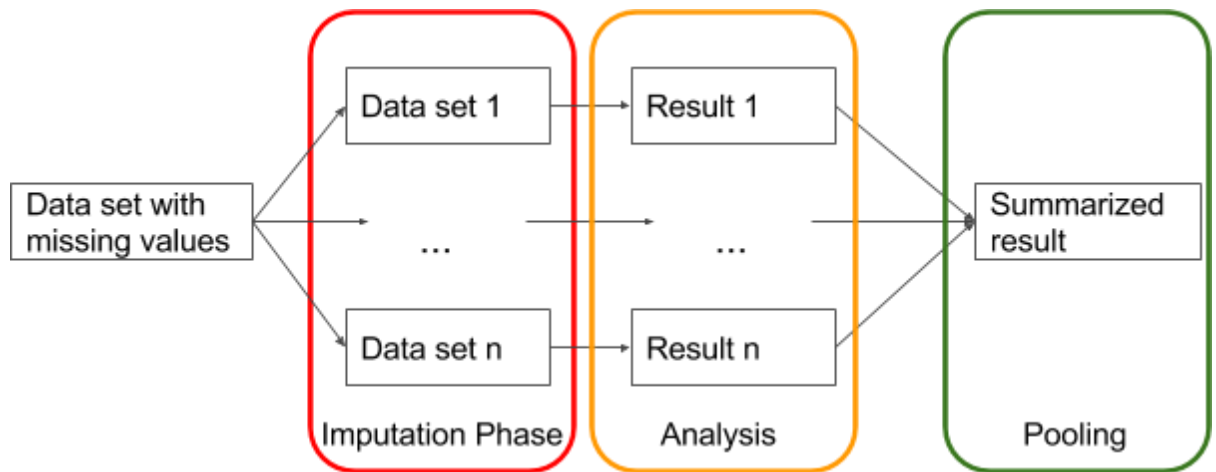 Data set with
missing values
Data set 1
...
Data set n
Imputation Phase
Result 1
...
Result n
Analysis
Summarized
result
Pooling